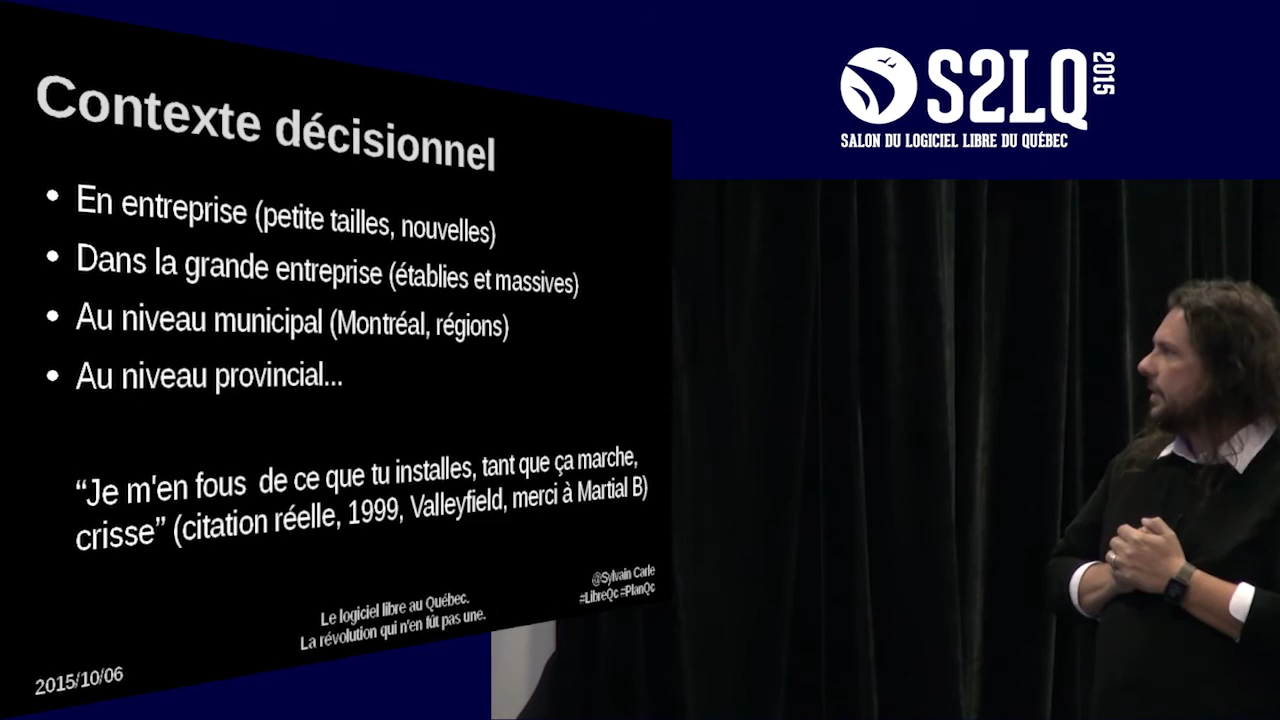 Contexte décisionnel
• En entreprise (petite tailles, nouvelles)
• Dans la grande entreprise (établies et massives)
• Au niveau municipal (Montréal, régions)
• Au niveau provincial...
“Je m'en fous de ce que tu installes, tant que ça marche,
crisse” (citation réelle, 1999, Valleyfield, merci à Martial B)
@Sylvain Carle
#LibreQc #PlanQc
Le logiciel libre au Québec.
La révolution qui n'en fût pas une.
2015/10/06
S2LQ 2015
SALON DU LOGICIEL LIBRE DU QUÉBEC